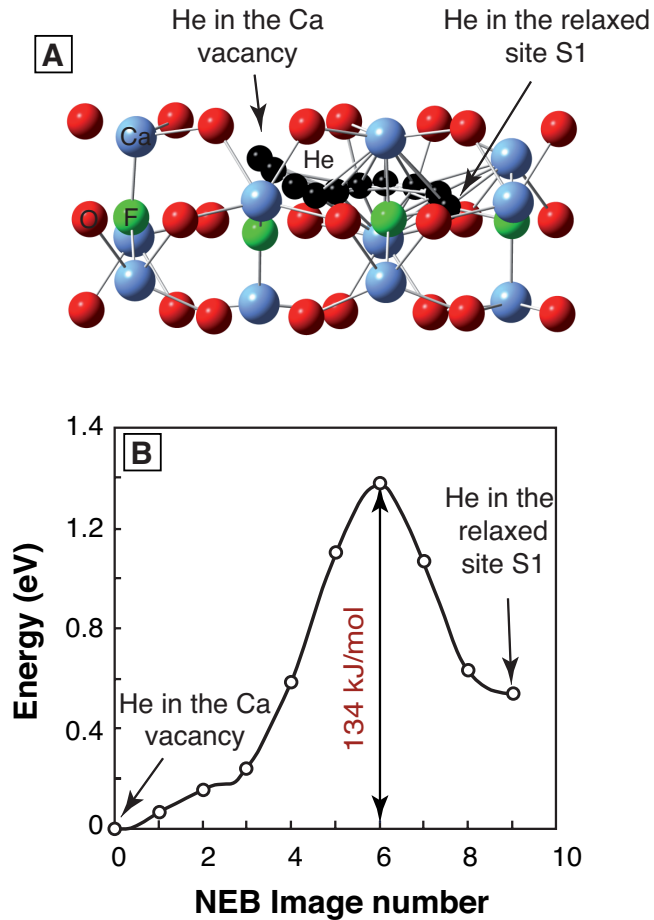 A
He in the Ca
vacancy
He in the relaxed
site S1
Ca
He
O
F
B
1.4
1.2
0.8
0.4
0
Energy (eV)
He in the
relaxed
site S1
134 kJ/mol
He in the Ca
vacancy
0
2
4
6
8
10
NEB Image number